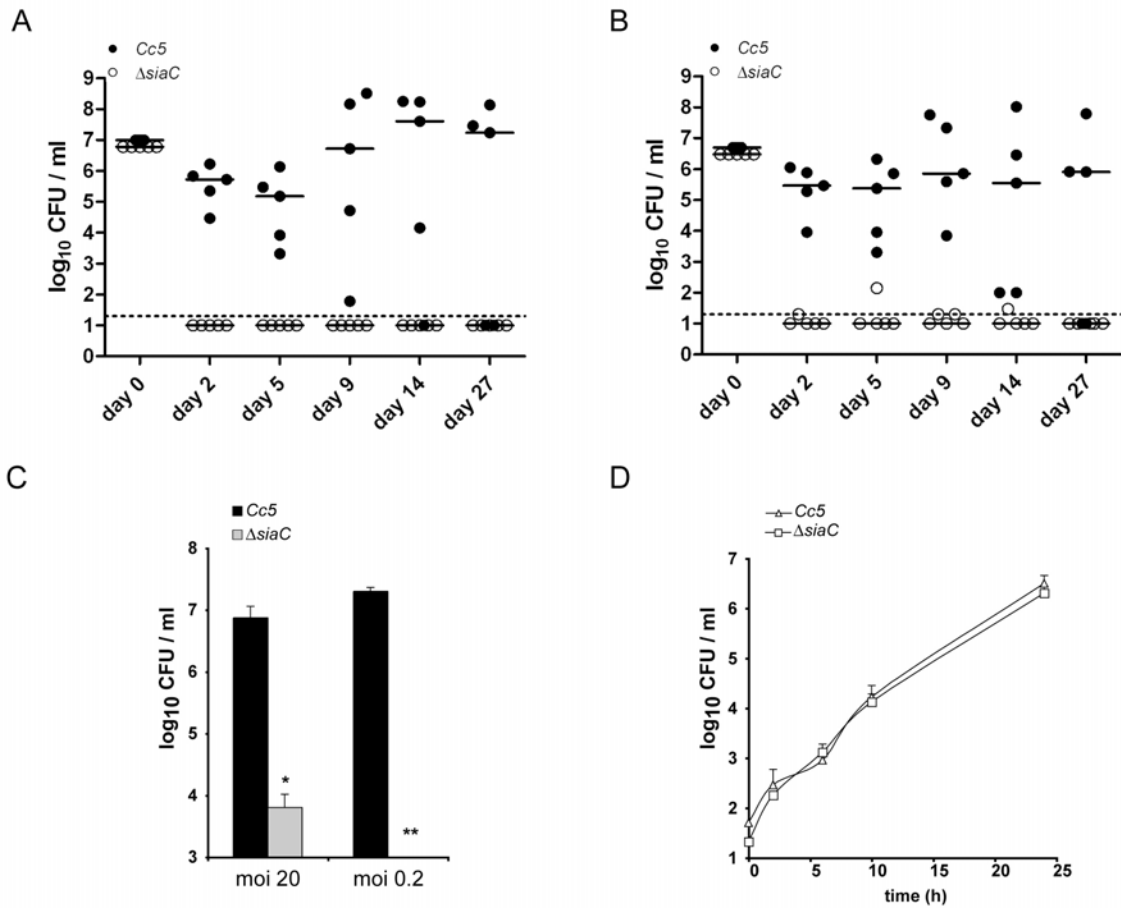 A
Cc5
ΔsiaC
log10 CFU / ml
9
8
7
6
5
4
3
2
1
0
day 0
day 2
day 5
day 9
day 14
day 27
B
Cc5
ΔsiaC
log10 CFU / ml
9
8
7
6
5
4
3
2
1
0
day 0
day 2
day 5
day 9
day 14
day 27
C
Cc5
ΔsiaC
log10 CFU / ml
8
7
6
5
4
3
*
**
moi 20
moi 0.2
D
Cc5
ΔsiaC
log10 CFU / ml
7
6
5
4
3
2
1
0
5
10
15
20
25
time (h)